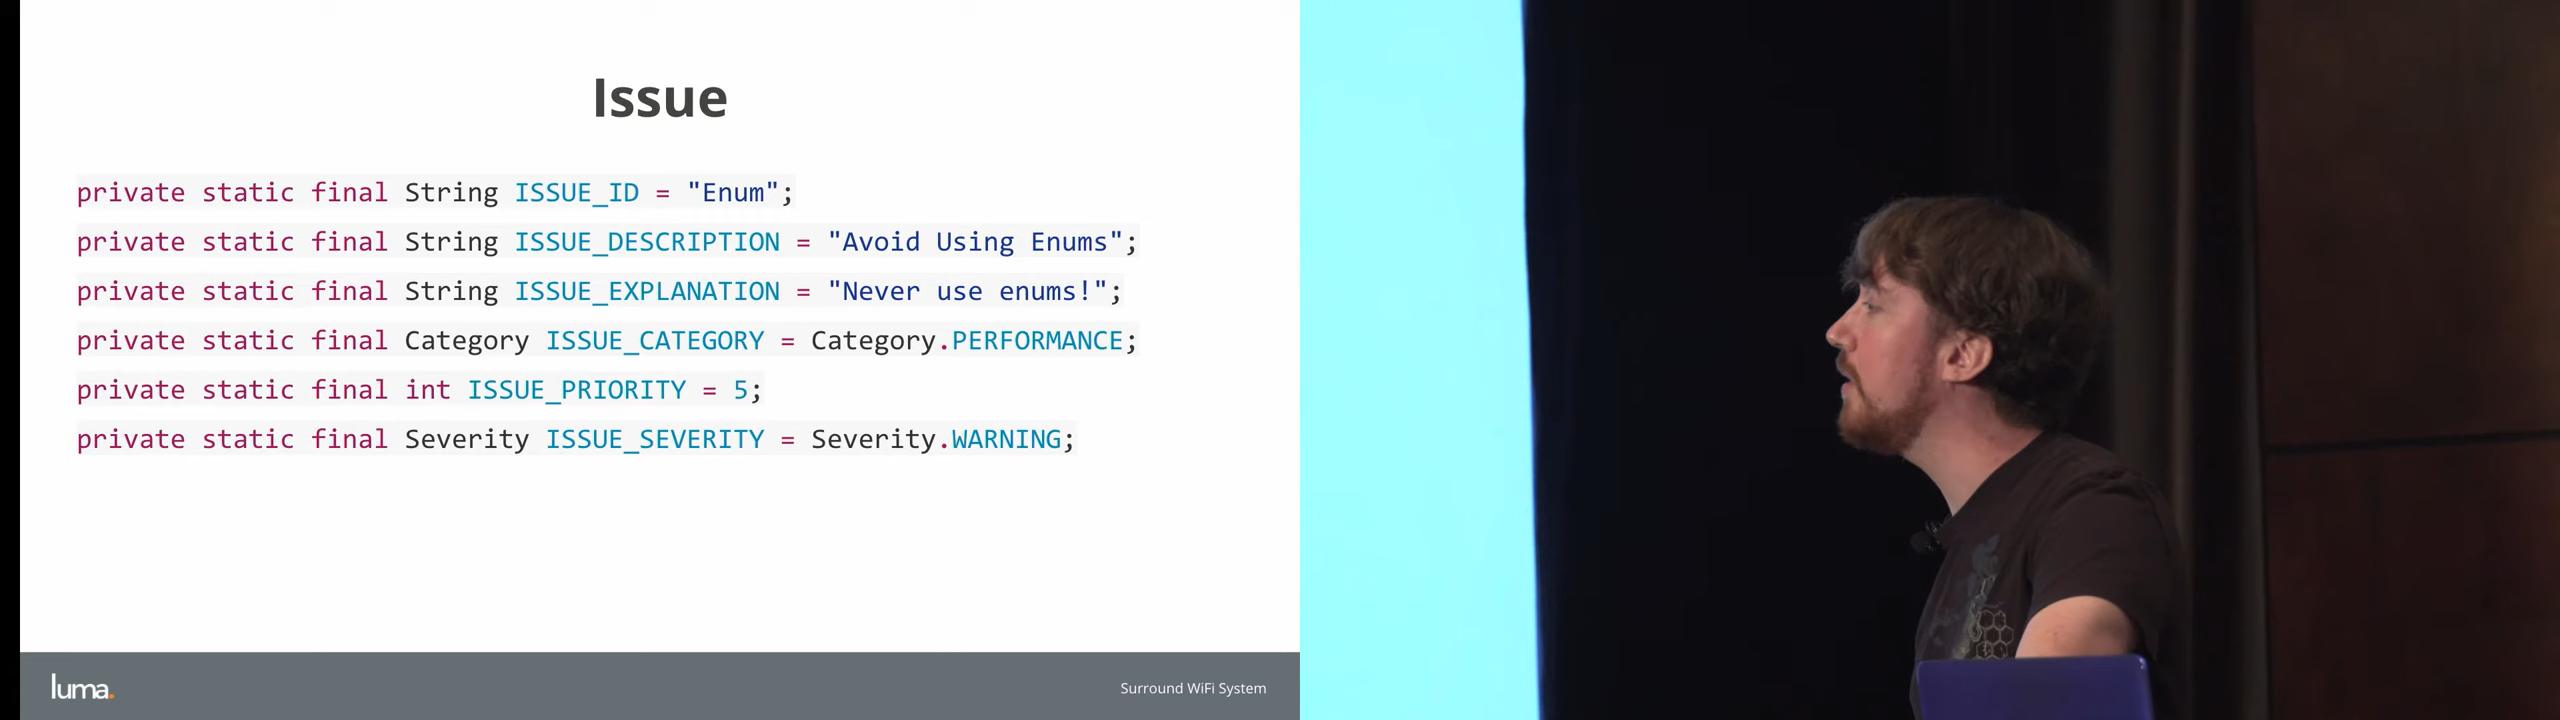 Issue
private static final String ISSUE_ID = "Enum";
private static final String ISSUE_DESCRIPTION = "Avoid Using Enums";
private static final String ISSUE_EXPLANATION = "Never use enums!";
private static final Category ISSUE_CATEGORY = Category.PERFORMANCE;
private static final int ISSUE_PRIORITY = 5;
private static final Severity ISSUE_SEVERITY = Severity.WARNING;
luma.
Surround WiFi System